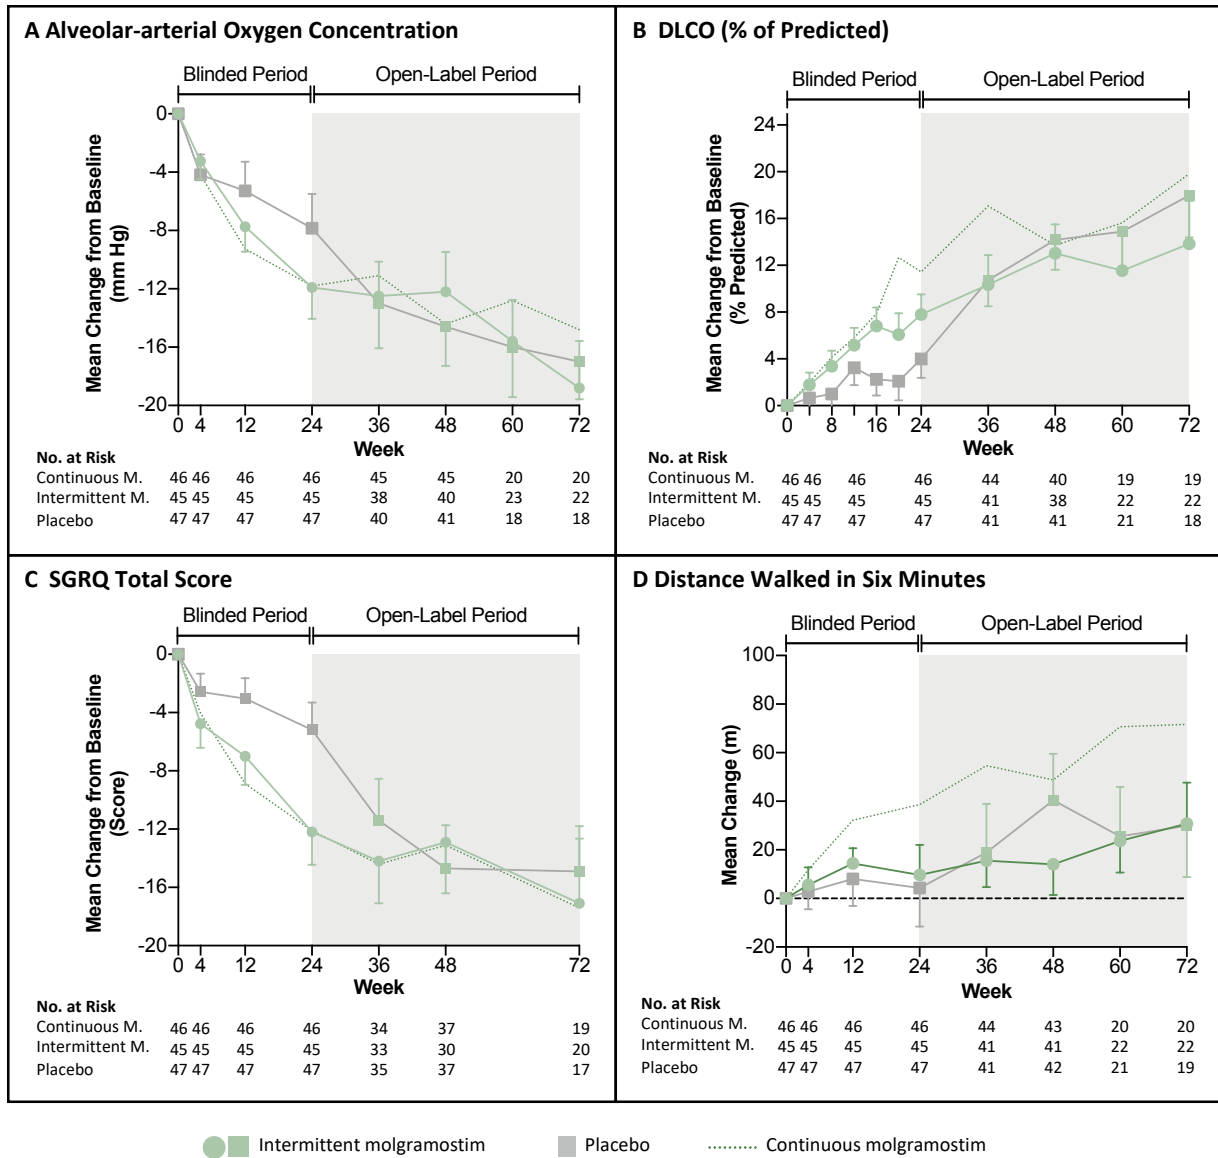 A Alveolar-arterial Oxygen Concentration
Blinded Period Open-Label Period
Mean Change from Baseline
(mm Hg)
0
-4
-8
-12
-16
-20
0 4 12 24 36 48 60 72
Week
No. at Risk
Continuous M. 46 46 46 46 45 45 20 20
Intermittent M. 45 45 45 45 38 40 23 22
Placebo 47 47 47 47 40 41 18 18
B DLCO (% of Predicted)
Blinded Period Open-Label Period
Mean Change from Baseline
(% Predicted)
24
20
16
12
8
4
0
0 8 16 24 36 48 60 72
Week
No. at Risk
Continuous M. 46 46 46 46 44 40 19 19
Intermittent M. 45 45 45 45 41 38 22 22
Placebo 47 47 47 47 41 41 21 18
C SGRQ Total Score
Blinded Period Open-Label Period
Mean Change from Baseline
(Score)
0
-4
-8
-12
-16
-20
0 4 12 24 36 48 72
Week
No. at Risk
Continuous M. 46 46 46 46 34 37 19
Intermittent M. 45 45 45 45 33 30 20
Placebo 47 47 47 47 35 37 17
D Distance Walked in Six Minutes
Blinded Period Open-Label Period
Mean Change (m)
100
80
60
40
20
0
-20
0 4 12 24 36 48 60 72
Week
No. at Risk
Continuous M. 46 46 46 46 44 43 20 20
Intermittent M. 45 45 45 45 41 41 22 22
Placebo 47 47 47 47 41 42 21 19
Intermittent molgramostim Placebo Continuous molgramostim